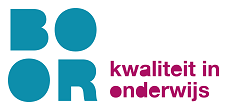 BO
OR
kwaliteit in
onderwijs